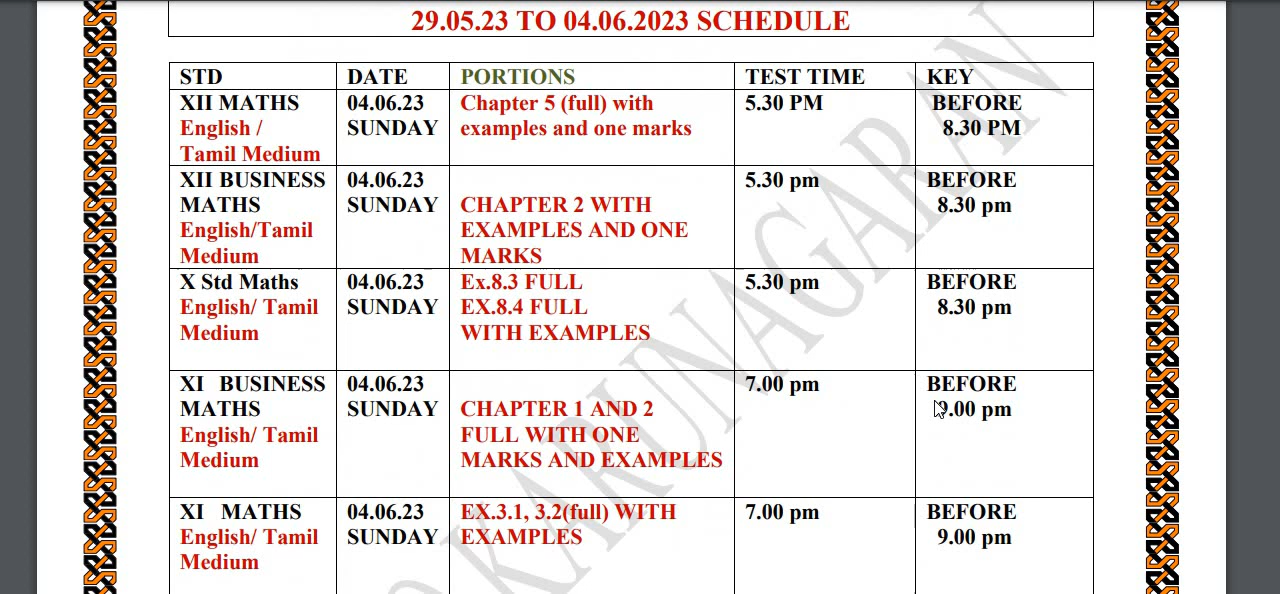 29.05.23 TO 04.06.2023 SCHEDULE
STD DATE PORTIONS TEST TIME KEY
XII MATHS 04.06.23 Chapter 5 (full) with 5.30 PM BEFORE
English / SUNDAY examples and one marks 8.30 PM
Tamil Medium
XII BUSINESS 04.06.23 5.30 pm BEFORE
MATHS SUNDAY CHAPTER 2 WITH 8.30 pm
English/Tamil EXAMPLES AND ONE
Medium MARKS
X Std Maths 04.06.23 Ex.8.3 FULL 5.30 pm BEFORE
English/ Tamil SUNDAY EX.8.4 FULL 8.30 pm
Medium WITH EXAMPLES
XI BUSINESS 04.06.23 7.00 pm BEFORE
MATHS SUNDAY CHAPTER 1 AND 2 9.00 pm
English/ Tamil FULL WITH ONE
Medium MARKS AND EXAMPLES
XI MATHS 04.06.23 EX.3.1, 3.2(full) WITH 7.00 pm BEFORE
English/ Tamil SUNDAY EXAMPLES 9.00 pm
Medium
KARUNAGARAN